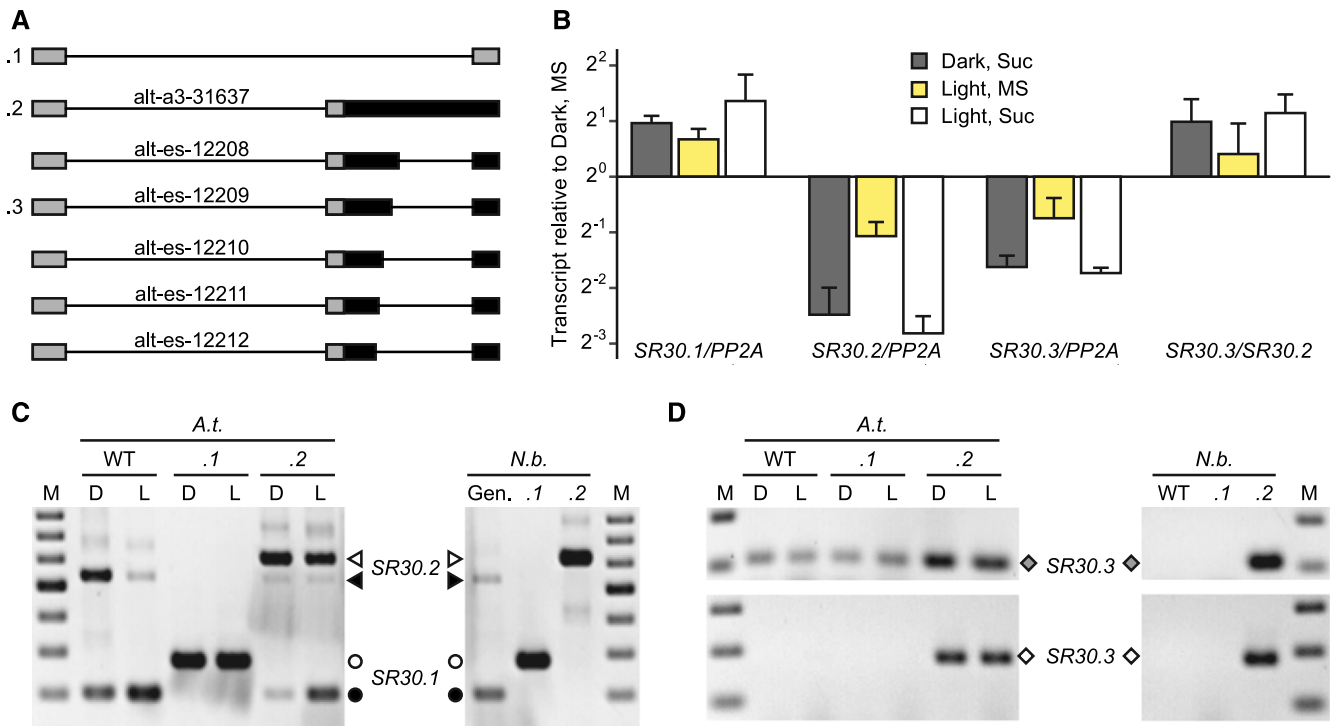 A
.1
alt-a3-31637
.2
alt-es-12208
alt-es-12209
.3
alt-es-12210
alt-es-12211
alt-es-12212
B
Transcript relative to Dark, MS
2^2
2^1
2^0
2^-1
2^-2
2^-3
Dark, Suc
Light, MS
Light, Suc
SR30.1/PP2A SR30.2/PP2A SR30.3/PP2A SR30.3/SR30.2
C
A.t.
WT .1 .2 N.b.
M D L D L D L Gen. .1 .2 M
SR30.2
SR30.1
D
A.t.
WT .1 .2 N.b.
M D L D L D L WT .1 .2 M
SR30.3
SR30.3